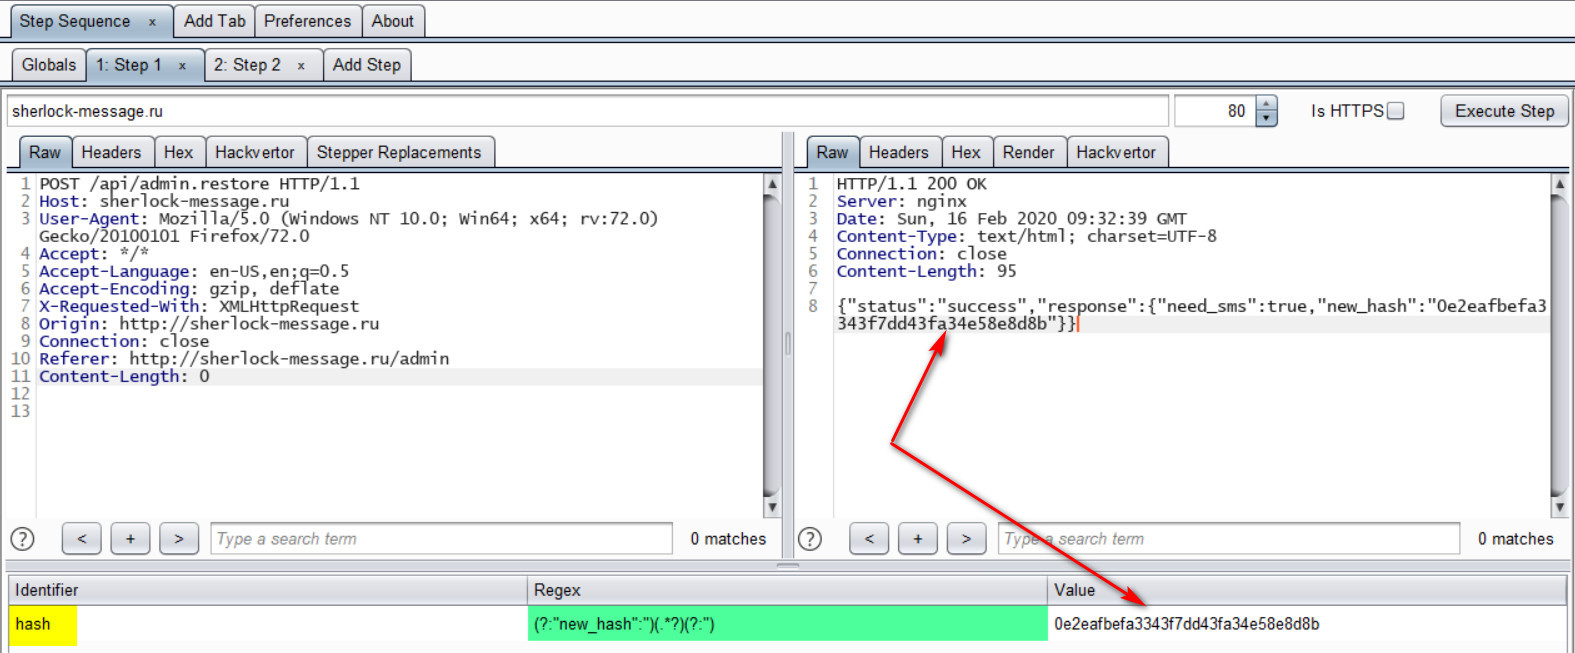 Step Sequence x Add Tab Preferences About
Globals 1: Step 1 x 2: Step 2 x Add Step
sherlock-message.ru 80 Is HTTPS Execute Step
Raw Headers Hex Hackvertor Stepper Replacements
1 POST /api/admin.restore HTTP/1.1
2 Host: sherlock-message.ru
3 User-Agent: Mozilla/5.0 (Windows NT 10.0; Win64; x64; rv:72.0)
Gecko/20100101 Firefox/72.0
4 Accept: */*
5 Accept-Language: en-US,en;q=0.5
6 Accept-Encoding: gzip, deflate
7 X-Requested-With: XMLHttpRequest
8 Origin: http://sherlock-message.ru
9 Connection: close
10 Referer: http://sherlock-message.ru/admin
11 Content-Length: 0
12
13
? < + > Type a search term 0 matches
Raw Headers Hex Render Hackvertor
1 HTTP/1.1 200 OK
2 Server: nginx
3 Date: Sun, 16 Feb 2020 09:32:39 GMT
4 Content-Type: text/html; charset=UTF-8
5 Connection: close
6 Content-Length: 95
7
8 {"status":"success","response":{"need_sms":true,"new_hash":"0e2eafbefa3
343f7dd43fa34e58e8d8b"}}
? < + > Type a search term 0 matches
Identifier Regex Value
hash (?:"new_hash":")(.*?)(?:") 0e2eafbefa3343f7dd43fa34e58e8d8b